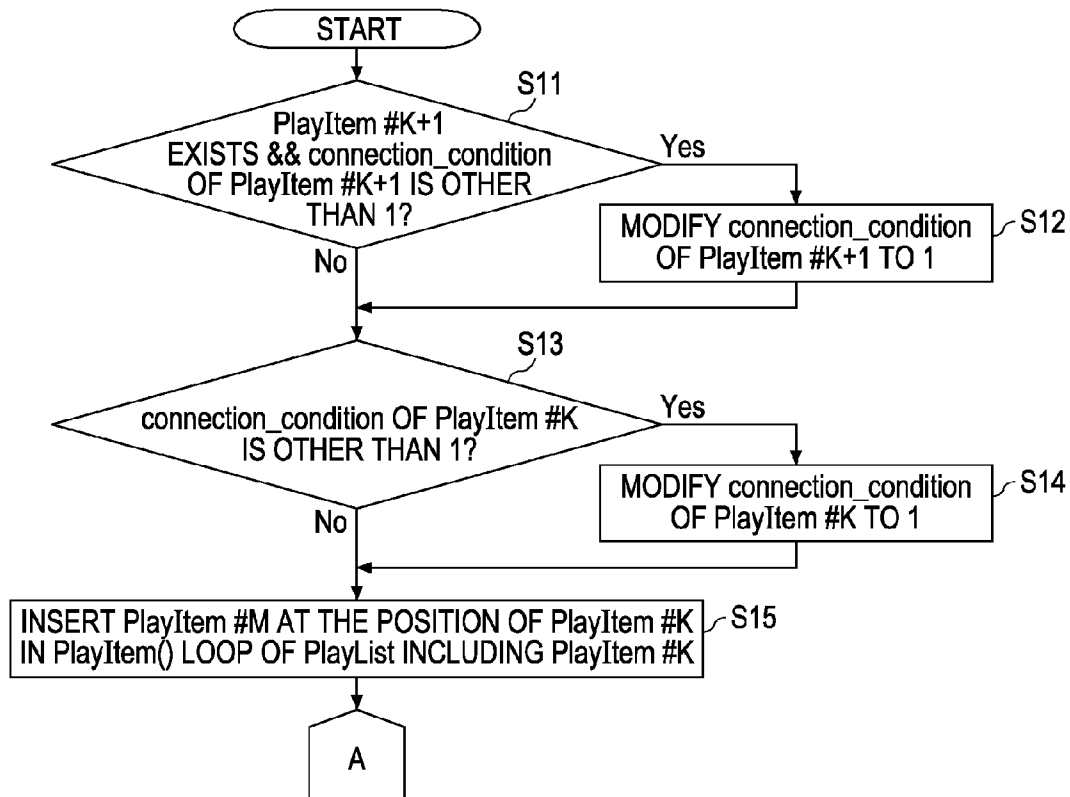 START
S11
PlayItem #K+1
EXISTS && connection_condition
OF PlayItem #K+1 IS OTHER
THAN 1?
Yes
No
MODIFY connection_condition
OF PlayItem #K+1 TO 1
S12
S13
connection_condition OF PlayItem #K
IS OTHER THAN 1?
Yes
No
MODIFY connection_condition
OF PlayItem #K TO 1
S14
INSERT PlayItem #M AT THE POSITION OF PlayItem #K
IN PlayItem() LOOP OF PlayList INCLUDING PlayItem #K
S15
A